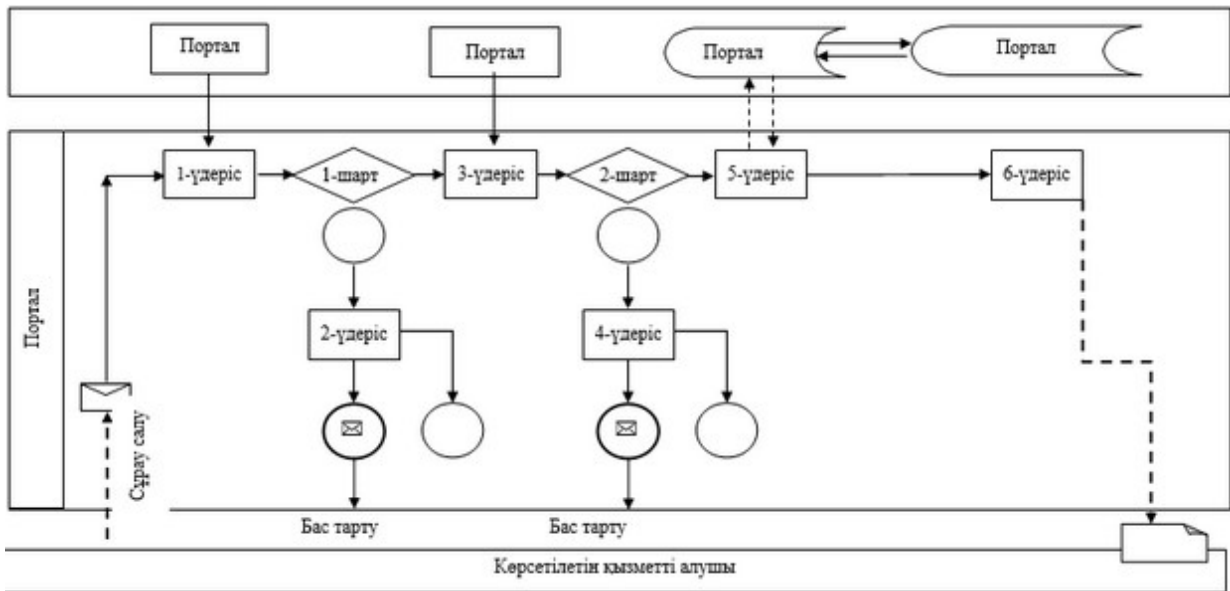 Портал
Портал
Портал
Портал
1-үдеріс
1-шарт
3-үдеріс
2-шарт
5-үдеріс
6-үдеріс
Портал
2-үдеріс
4-үдеріс
Сұрау салу
Бас тарту
Бас тарту
Көрсетілетін қызметті алушы